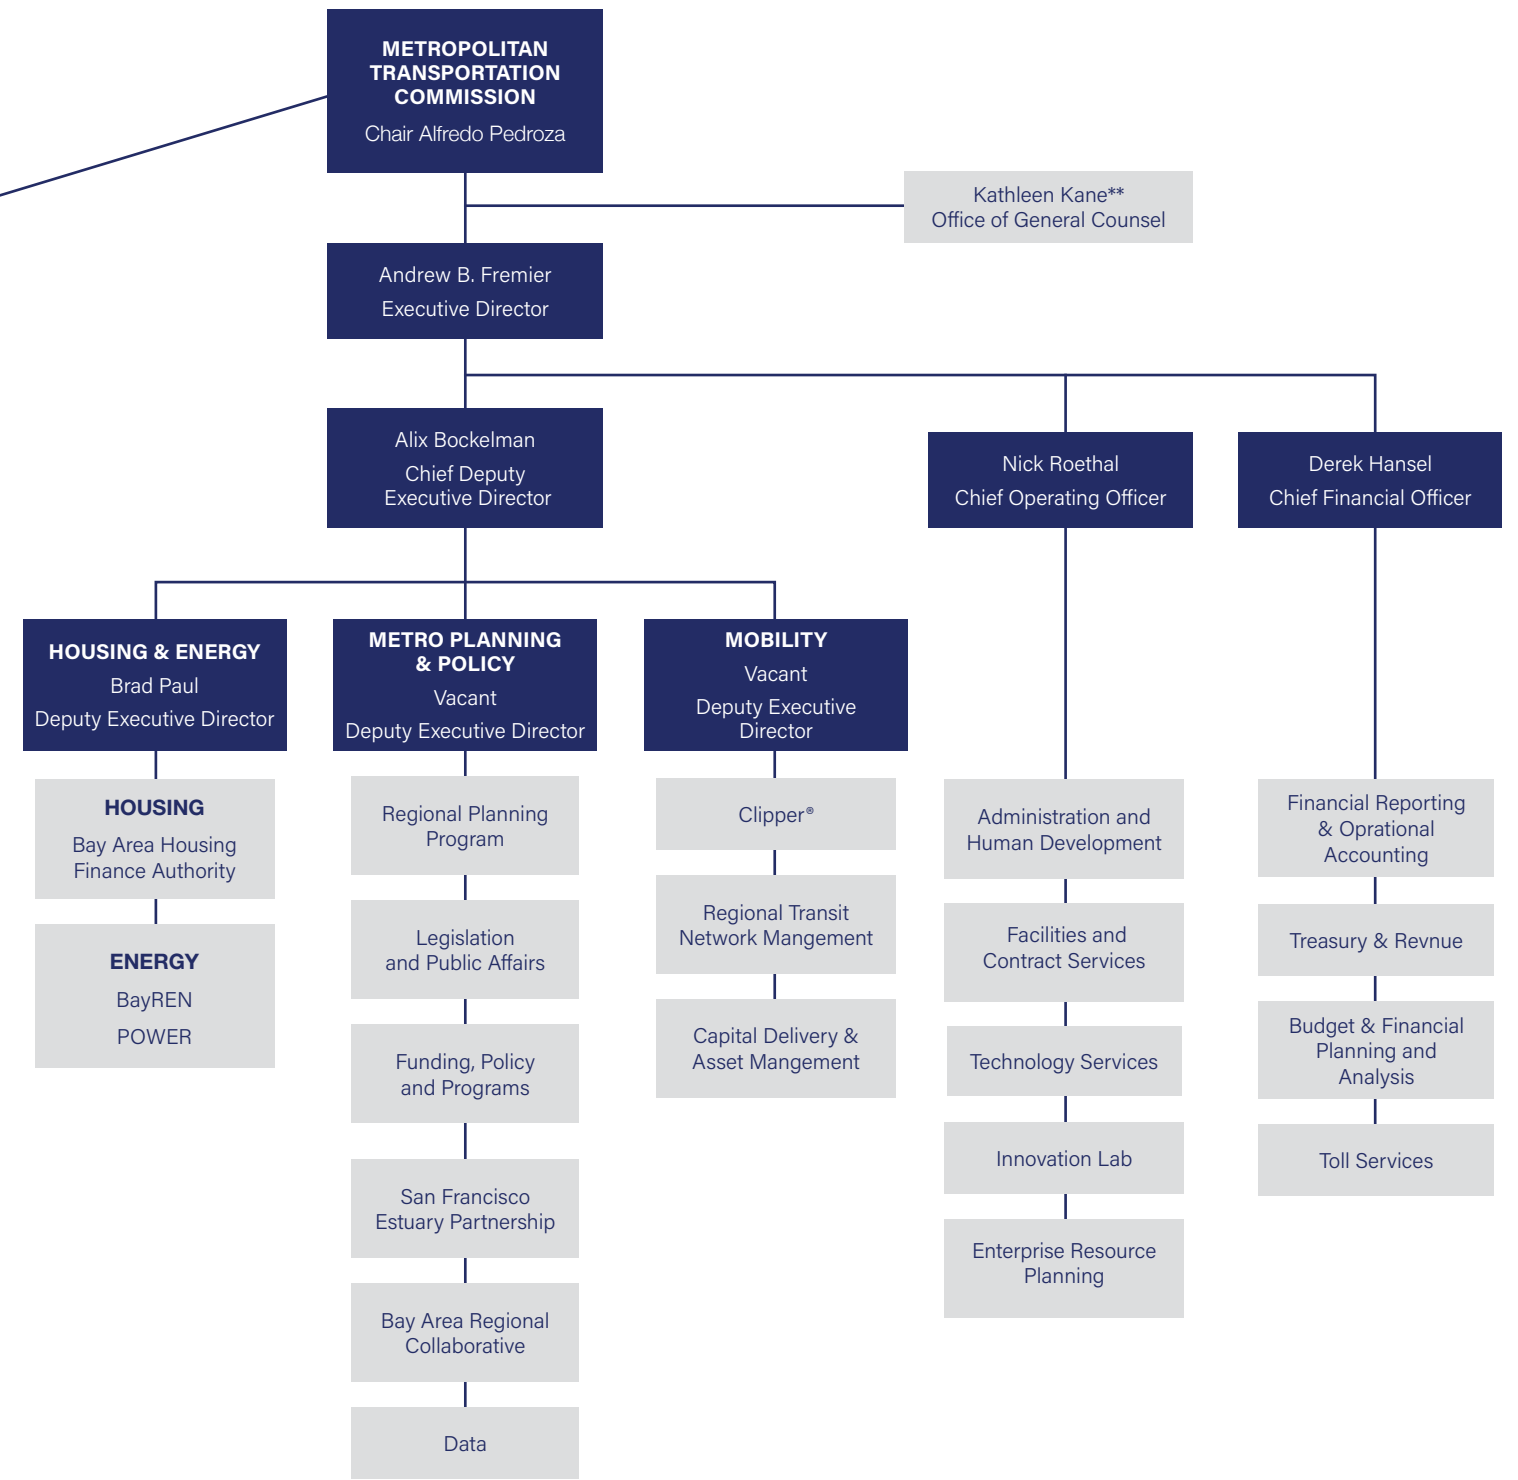 METROPOLITAN
TRANSPORTATION
COMMISSION
Chair Alfredo Pedroza
Kathleen Kane**
Office of General Counsel
Andrew B. Fremier
Executive Director
Alix Bockelman
Chief Deputy
Executive Director
Nick Roethal
Chief Operating Officer
Derek Hansel
Chief Financial Officer
HOUSING & ENERGY
Brad Paul
Deputy Executive Director
METRO PLANNING
& POLICY
Vacant
Deputy Executive Director
MOBILITY
Vacant
Deputy Executive
Director
HOUSING
Bay Area Housing
Finance Authority
ENERGY
BayREN
POWER
Regional Planning
Program
Legislation
and Public Affairs
Funding, Policy
and Programs
San Francisco
Estuary Partnership
Bay Area Regional
Collaborative
Data
Clipper®
Regional Transit
Network Mangement
Capital Delivery &
Asset Mangement
Administration and
Human Development
Facilities and
Contract Services
Technology Services
Innovation Lab
Enterprise Resource
Planning
Financial Reporting
& Oprational
Accounting
Treasury & Revnue
Budget & Financial
Planning and
Analysis
Toll Services